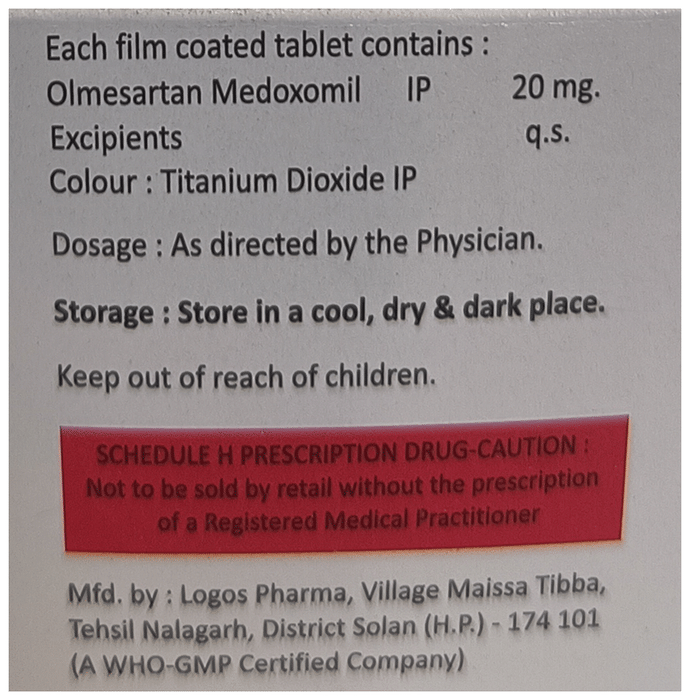 Each film coated tablet contains :
Olmesartan Medoxomil IP 20 mg.
Excipients q.s.
Colour : Titanium Dioxide IP
Dosage : As directed by the Physician.
Storage : Store in a cool, dry & dark place.
Keep out of reach of children.
SCHEDULE H PRESCRIPTION DRUG-CAUTION :
Not to be sold by retail without the prescription
of a Registered Medical Practitioner
Mfd. by : Logos Pharma, Village Maissa Tibba,
Tehsil Nalagarh, District Solan (H.P.) - 174 101
(A WHO-GMP Certified Company)